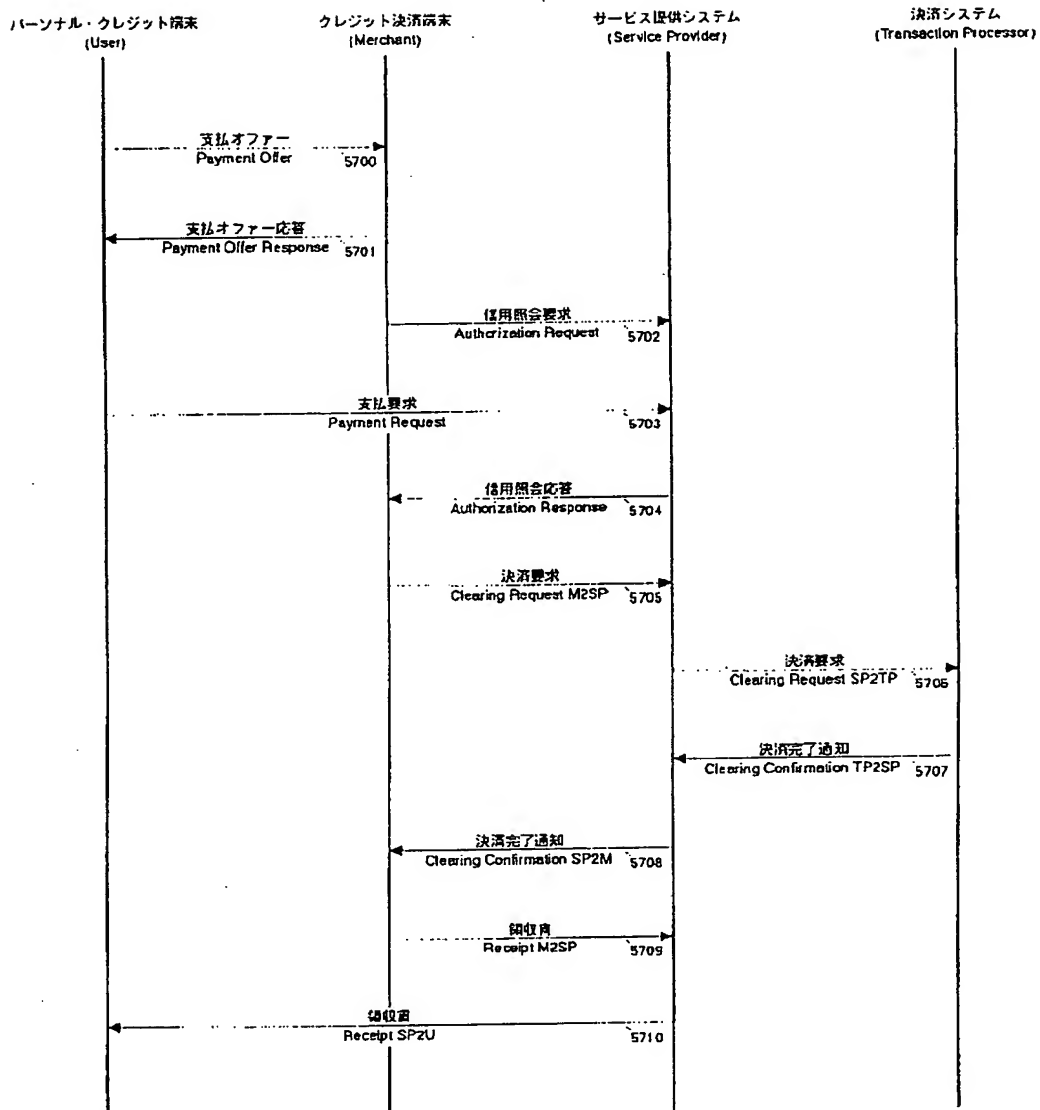 パーソナル・クレジット端末
(User)
クレジット決済端末
(Merchant)
サービス提供システム
(Service Provider)
決済システム
(Transaction Processor)
支払オファー
Payment Offer
5700
支払オファー応答
Payment Offer Response
5701
信用照会要求
Authorization Request
5702
支払要求
Payment Request
5703
信用照会応答
Authorization Response
5704
決済要求
Clearing Request M2SP
5705
決済要求
Clearing Request SP2TP
5706
決済完了通知
Clearing Confirmation TP2SP
5707
決済完了通知
Clearing Confirmation SP2M
5708
領収書
Receipt M2SP
5709
領収書
Receipt SP2U
5710